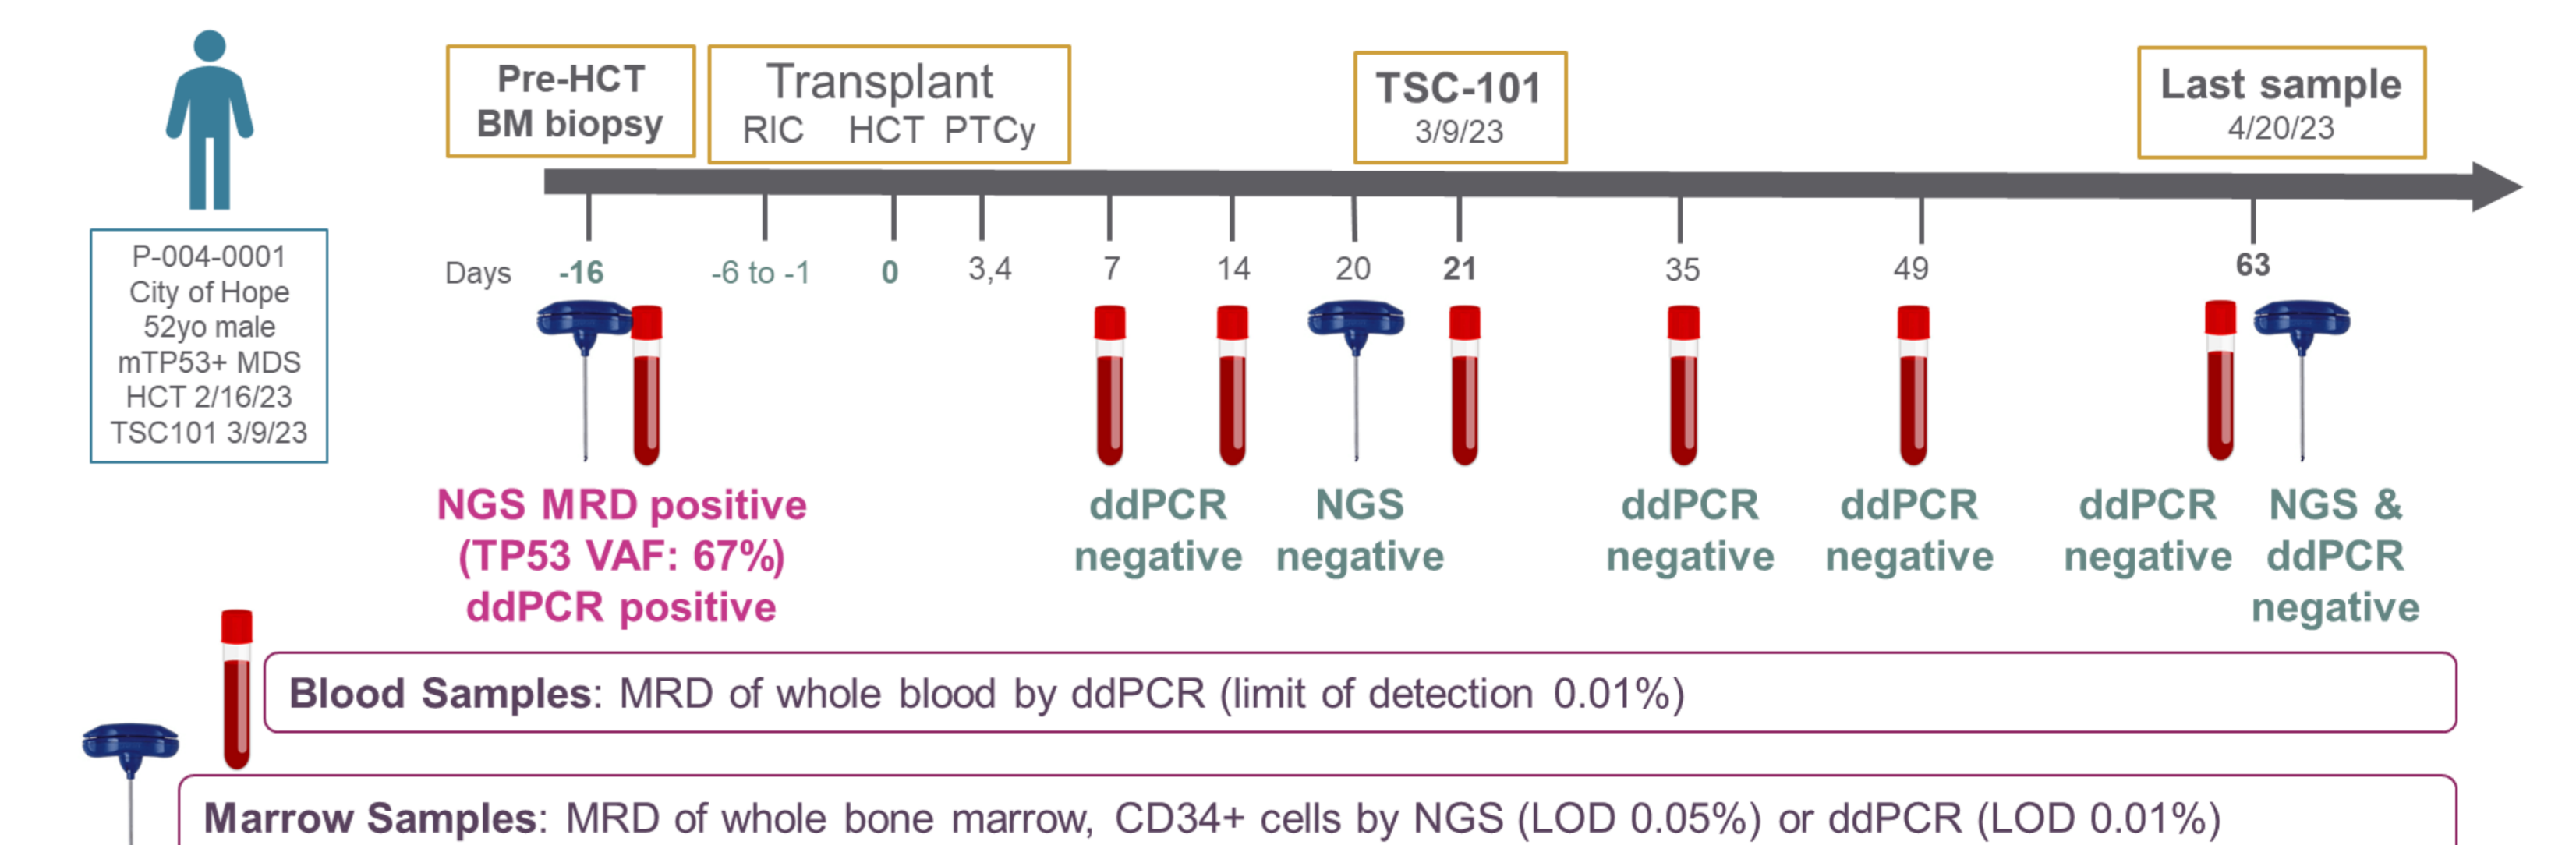 Pre-HCT
BM biopsy
Transplant
RIC HCT PTCy
TSC-101
3/9/23
Last sample
4/20/23
P-004-0001
City of Hope
52yo male
mTP53+ MDS
HCT 2/16/23
TSC101 3/9/23
Days -16 -6 to -1 0 3,4 7 14 20 21 35 49 63
NGS MRD positive
(TP53 VAF: 67%)
ddPCR positive
ddPCR
negative
NGS
negative
ddPCR
negative
ddPCR
negative
ddPCR
negative
NGS &
ddPCR
negative
Blood Samples: MRD of whole blood by ddPCR (limit of detection 0.01%)
Marrow Samples: MRD of whole bone marrow, CD34+ cells by NGS (LOD 0.05%) or ddPCR (LOD 0.01%)